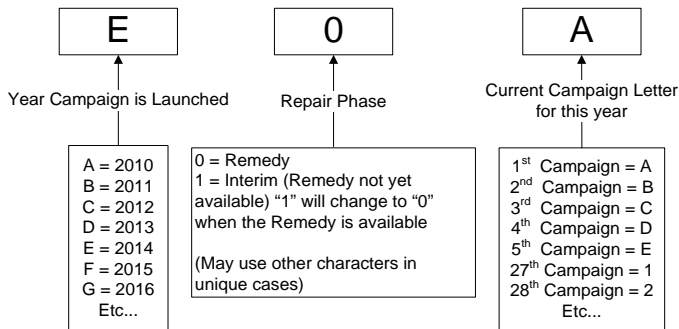 E
0
A
Year Campaign is Launched
Repair Phase
Current Campaign Letter
for this year
A = 2010
B = 2011
C = 2012
D = 2013
E = 2014
F = 2015
G = 2016
Etc...
0 = Remedy
1 = Interim (Remedy not yet
available) “1” will change to “0”
when the Remedy is available
(May use other characters in
unique cases)
1st Campaign = A
2nd Campaign = B
3rd Campaign = C
4th Campaign = D
5th Campaign = E
27th Campaign = 1
28th Campaign = 2
Etc...